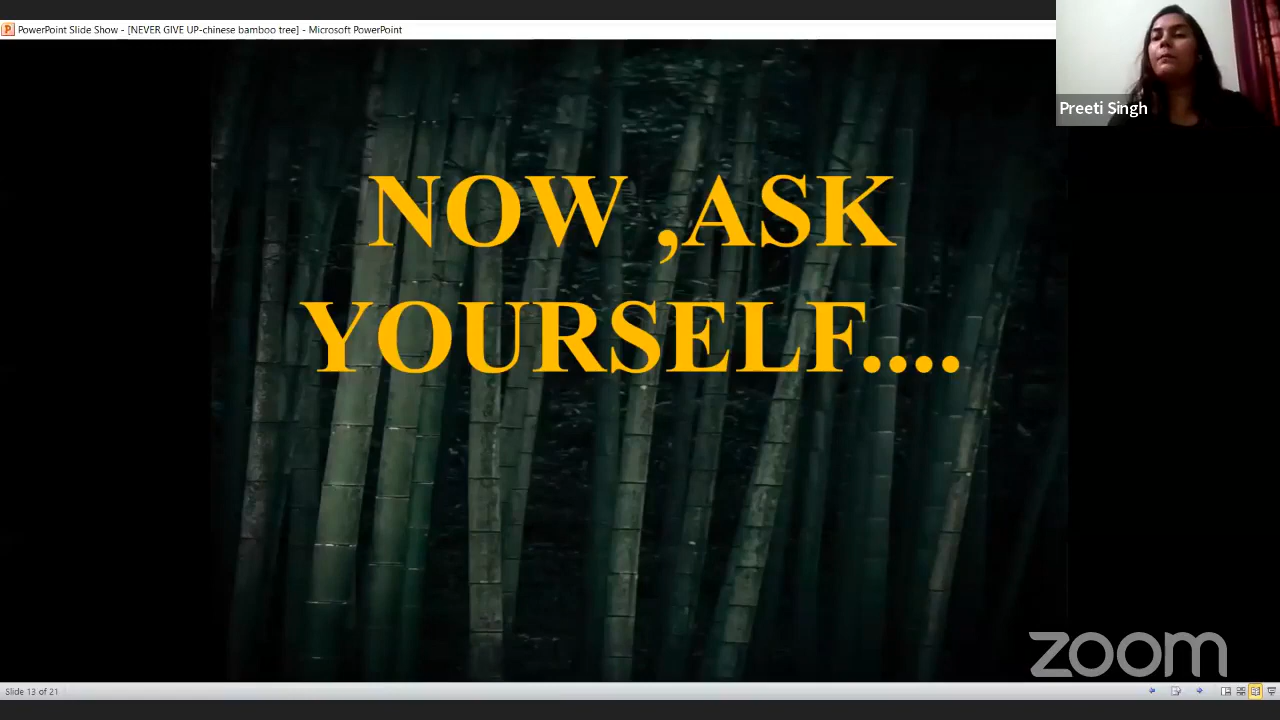 PowerPoint Slide Show - [NEVER GIVE UP-chinese bamboo tree] - Microsoft PowerPoint
Preeti Singh
NOW ,ASK
YOURSELF....
zoom
Slide 13 of 21